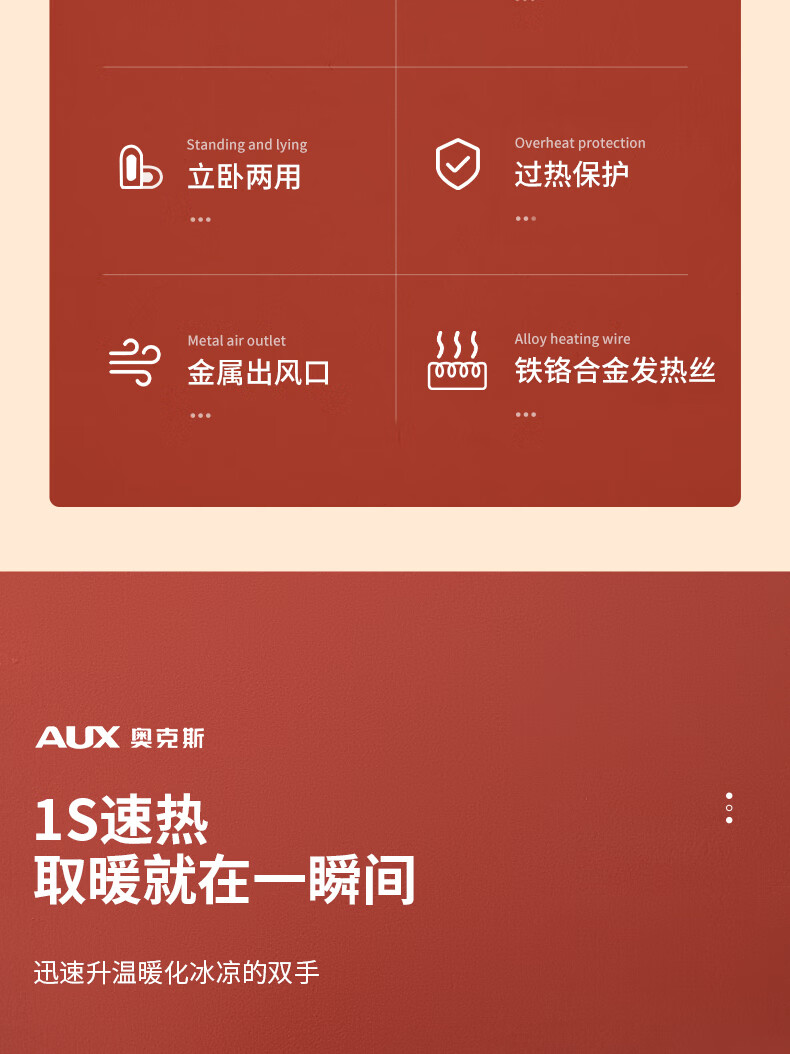 Standing and lying
立卧两用
Overheat protection
过热保护
Metal air outlet
金属出风口
Alloy heating wire
铁铬合金发热丝
AUX 奥克斯
1S速热
取暖就在一瞬间
迅速升温暖化冰凉的双手